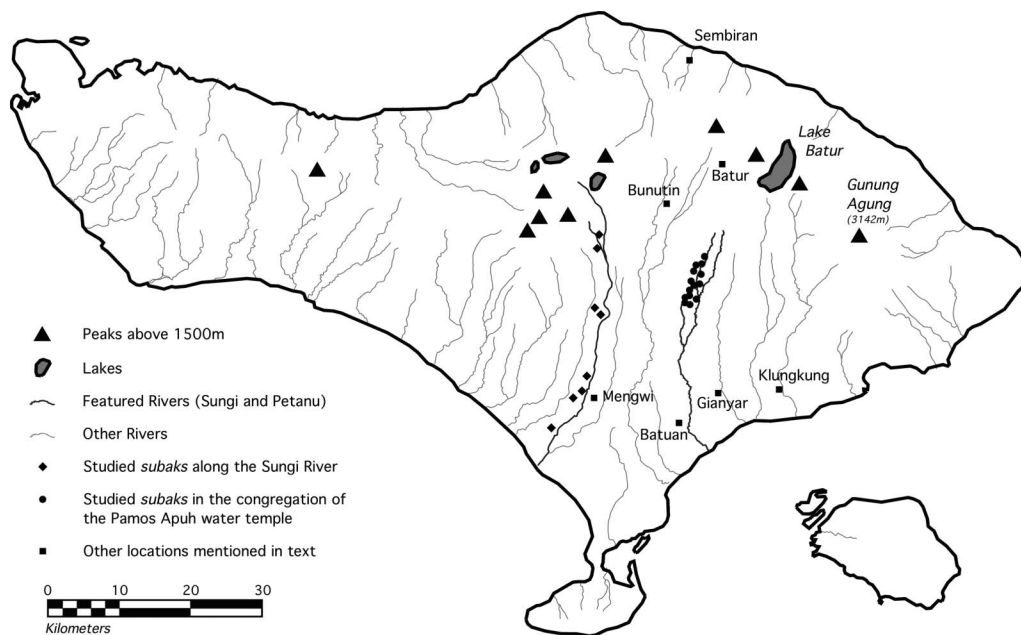 Sembiran
Lake
Batur
Batur
Bunutin
Gunung
Agung
(3142m)
Peaks above 1500m
Lakes
Klungkung
Featured Rivers (Sungi and Petanu)
Mengwi
Gianyar
Other Rivers
Batuan
Studied subaks along the Sungi River
Studied subaks in the congregation of
the Pamos Apuh water temple
Other locations mentioned in text
0 10 20 30
Kilometers